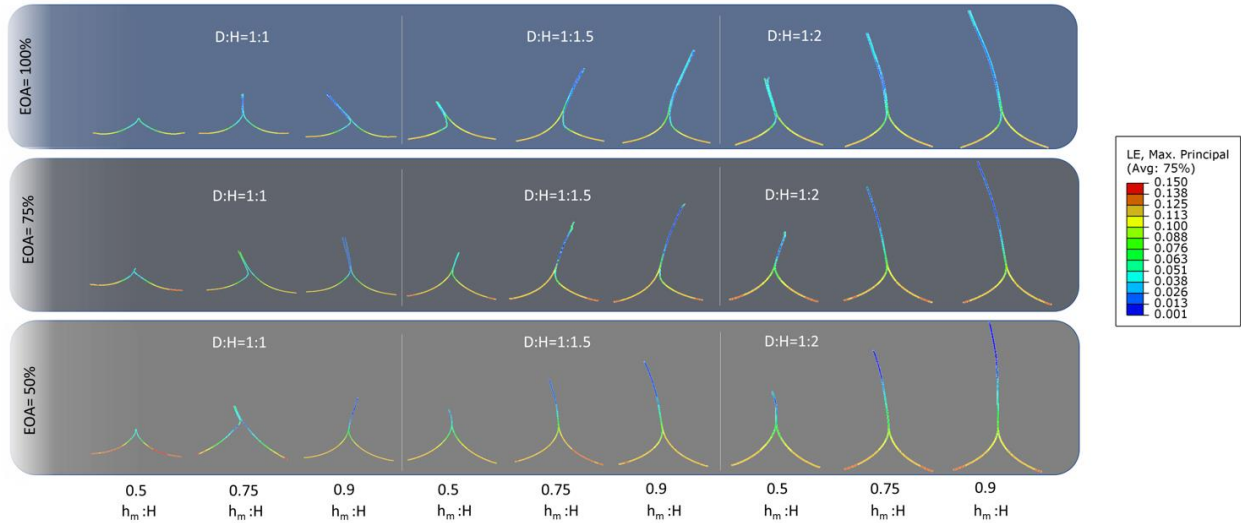 EOA= 100%
D:H=1:1
D:H=1:1.5
D:H=1:2
EOA= 75%
D:H=1:1
D:H=1:1.5
D:H=1:2
EOA= 50%
D:H=1:1
D:H=1:1.5
D:H=1:2
0.5
hm :H
0.75
hm :H
0.9
hm :H
0.5
hm :H
0.75
hm :H
0.9
hm :H
0.5
hm :H
0.75
hm :H
0.9
hm :H
LE, Max. Principal
(Avg: 75%)
0.150
0.138
0.125
0.113
0.100
0.088
0.076
0.063
0.051
0.038
0.026
0.013
0.001